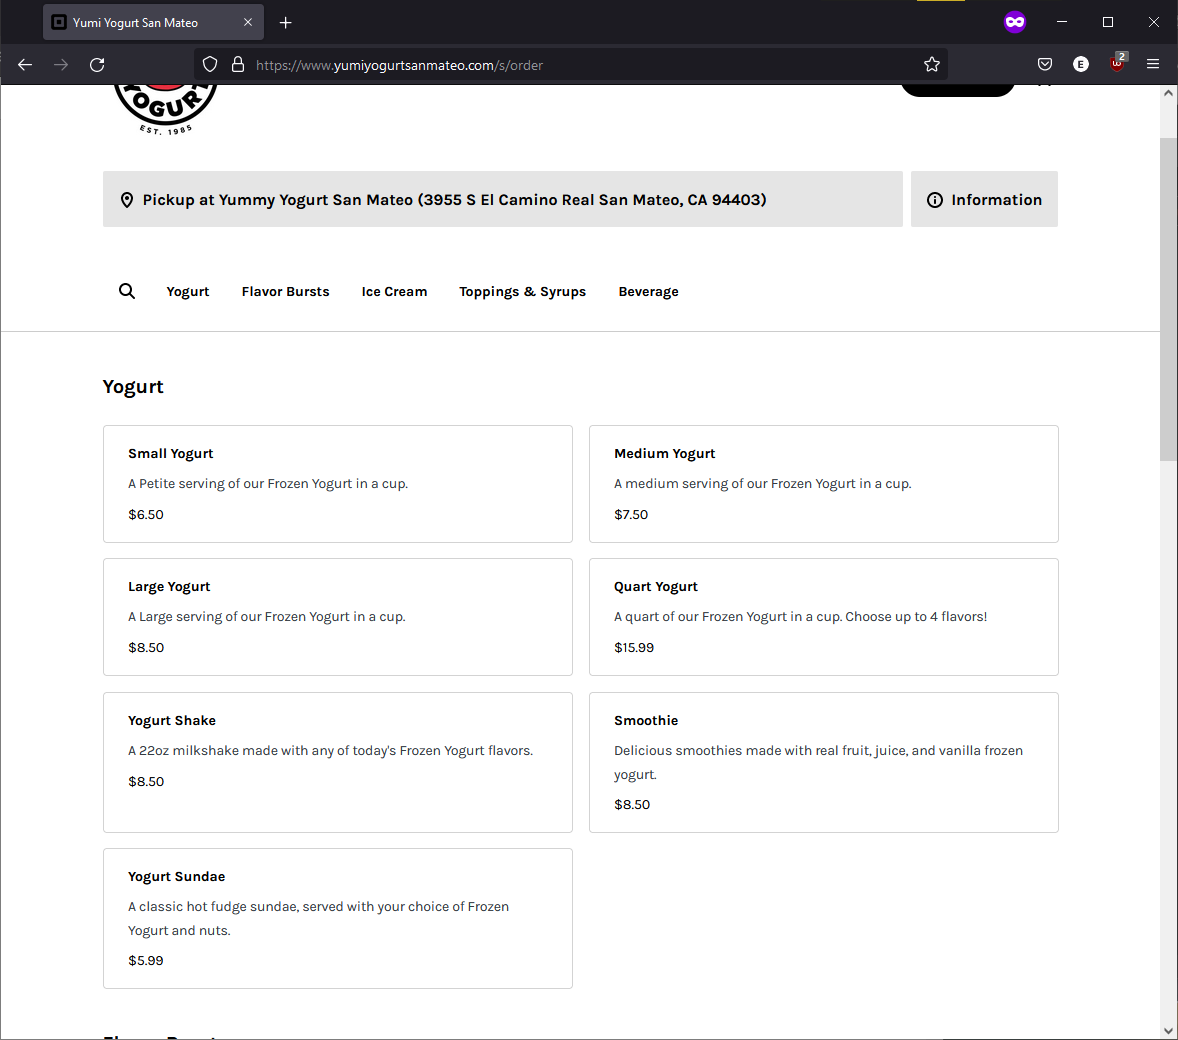 Yumi Yogurt San Mateo
https://www.yumiyogurtsanmateo.com/s/order
E
2
YOGURT
EST. 1985
Pickup at Yummy Yogurt San Mateo (3955 S El Camino Real San Mateo, CA 94403)
Information
Yogurt Flavor Bursts Ice Cream Toppings & Syrups Beverage
Yogurt
Small Yogurt
A Petite serving of our Frozen Yogurt in a cup.
$6.50
Medium Yogurt
A medium serving of our Frozen Yogurt in a cup.
$7.50
Large Yogurt
A Large serving of our Frozen Yogurt in a cup.
$8.50
Quart Yogurt
A quart of our Frozen Yogurt in a cup. Choose up to 4 flavors!
$15.99
Yogurt Shake
A 22oz milkshake made with any of today's Frozen Yogurt flavors.
$8.50
Smoothie
Delicious smoothies made with real fruit, juice, and vanilla frozen
yogurt.
$8.50
Yogurt Sundae
A classic hot fudge sundae, served with your choice of Frozen
Yogurt and nuts.
$5.99